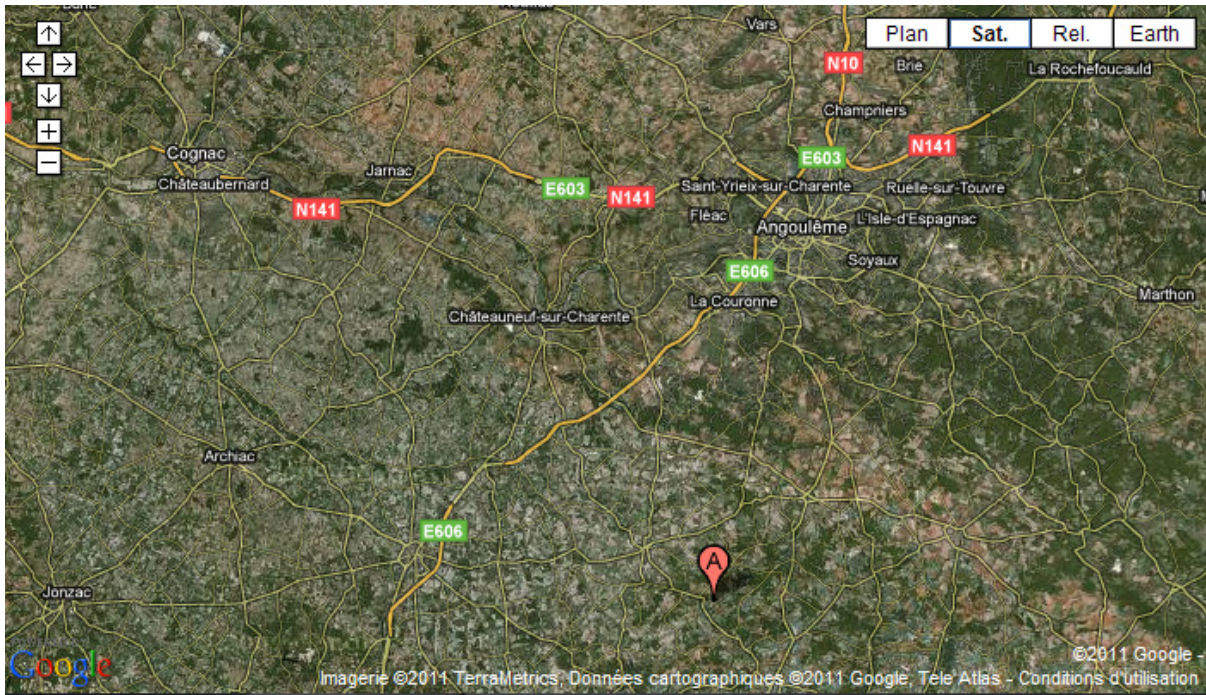 Vars
Plan
Sat.
Rel.
Earth
N10
Brie
La Rochefoucauld
Champniers
Cognac
E603
N141
Jarnac
Châteaubernard
E603
N141
Saint-Yrieix-sur-Charente
Ruelle-sur-Touvre
N141
Fléac
L'Isle-d'Espagnac
Angoulême
Soyaux
E606
La Couronne
Marthon
Châteauneuf-sur-Charente
Archiac
E606
A
Jonzac
Google
©2011 Google -
Imagerie ©2011 TerraMetrics, Données cartographiques ©2011 Google, Tele Atlas - Conditions d'utilisation